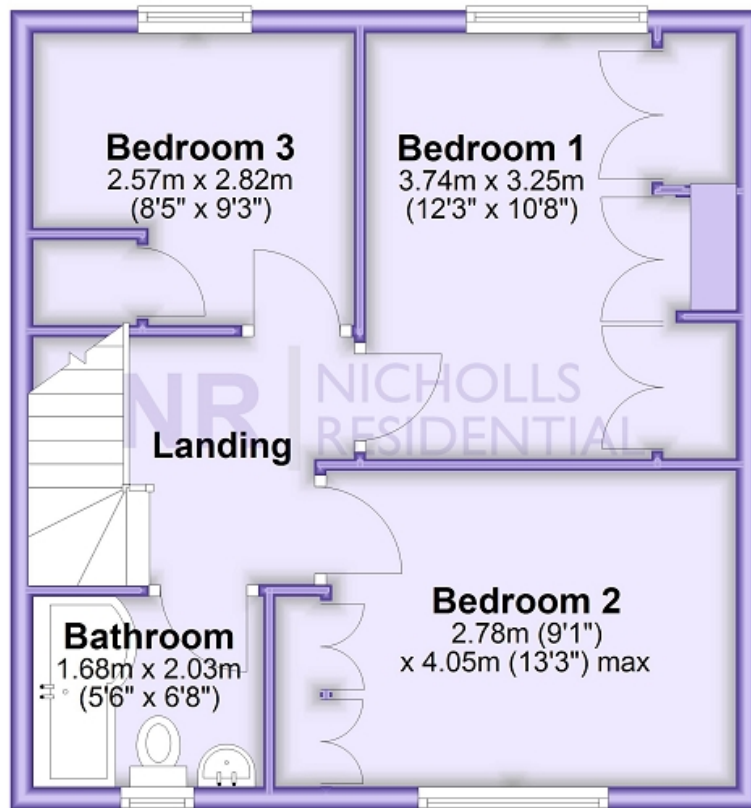 Bedroom 3
2.57m x 2.82m
(8'5" x 9'3")
Bedroom 1
3.74m x 3.25m
(12'3" x 10'8")
NR
NICHOLLS
RESIDENTIAL
Landing
Bedroom 2
2.78m (9'1")
x 4.05m (13'3") max
Bathroom
1.68m x 2.03m
(5'6" x 6'8")